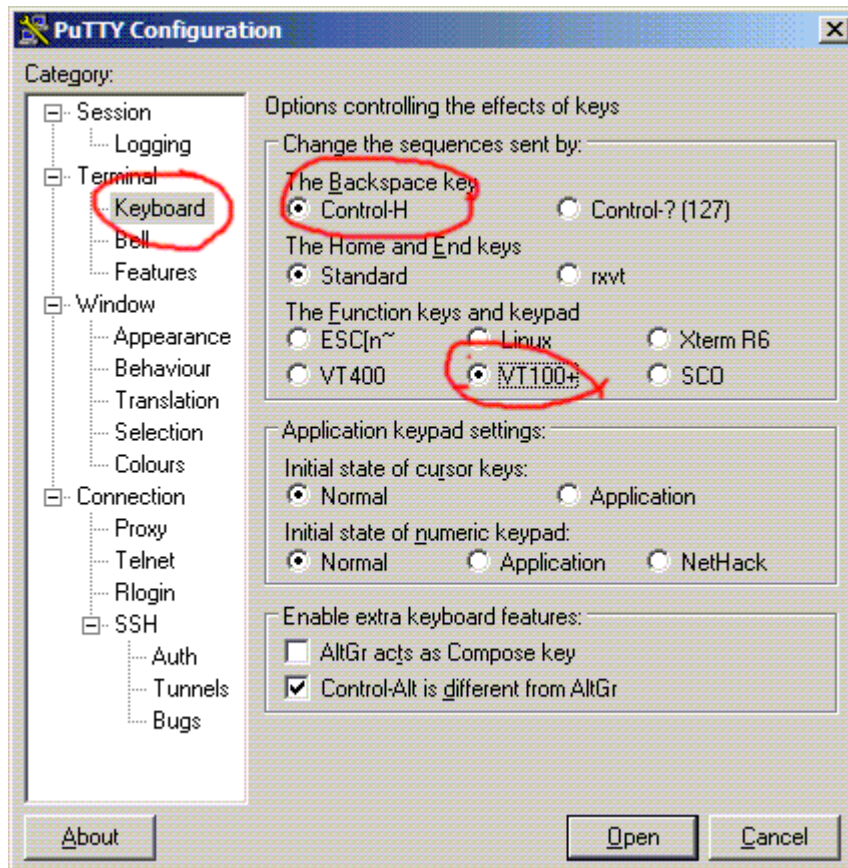 PuTTY Configuration
Category:
Session
Logging
Terminal
Keyboard
Bell
Features
Window
Appearance
Behaviour
Translation
Selection
Colours
Connection
Proxy
Telnet
Rlogin
SSH
Auth
Tunnels
Bugs
Options controlling the effects of keys
Change the sequences sent by:
The Backspace key
Control-H Control-? (127)
The Home and End keys
Standard rxvt
The Function keys and keypad
ESC[n~ Linux Xterm R6
VT400 VT100+ SCO
Application keypad settings:
Initial state of cursor keys:
Normal Application
Initial state of numeric keypad:
Normal Application NetHack
Enable extra keyboard features:
AltGr acts as Compose key
Control-Alt is different from AltGr
About Open Cancel